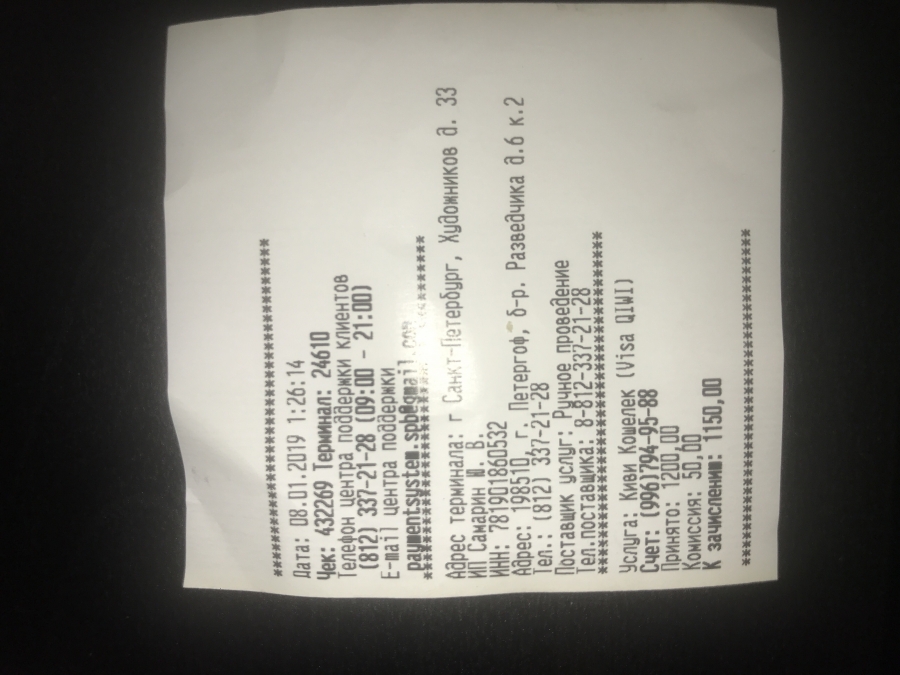 ************************************
Дата: 08.01.2019 1:26:14
Чек: 432269 Терминал: 24610
Телефон центра поддержки клиентов
(812) 337-21-28 (09:00 - 21:00)
E-mail центра поддержки
paymentsystem.spb@gmail.com
************************************
Адрес терминала: г Санкт-Петербург, Художников д. 33
ИП Самарин Ю. В.
ИНН: 781901860532
Адрес: 198510, г. Петергоф, б-р. Разведчика д.6 к.2
Тел.: (812) 337-21-28
Поставщик услуг: Ручное проведение
Тел.поставщика: 8-812-337-21-28
************************************
Услуга: Киви Кошелек (Visa QIWI)
Счет: (996)794-95-88
Принято: 1200,00
Комиссия: 50,00
К зачислению: 1150,00
************************************